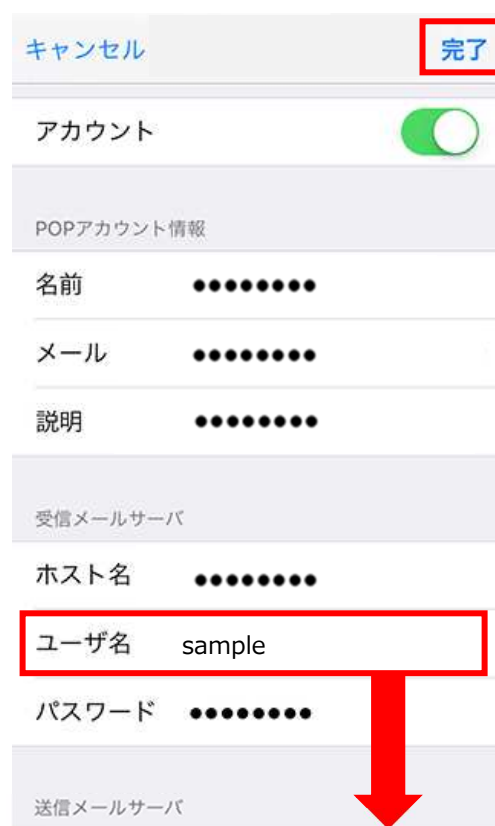 キャンセル 完了
アカウント
POPアカウント情報
名前 ●●●●●●●●
メール ●●●●●●●●
説明 ●●●●●●●●
受信メールサーバ
ホスト名 ●●●●●●●●
ユーザ名 sample
パスワード ●●●●●●●●
送信メールサーバ